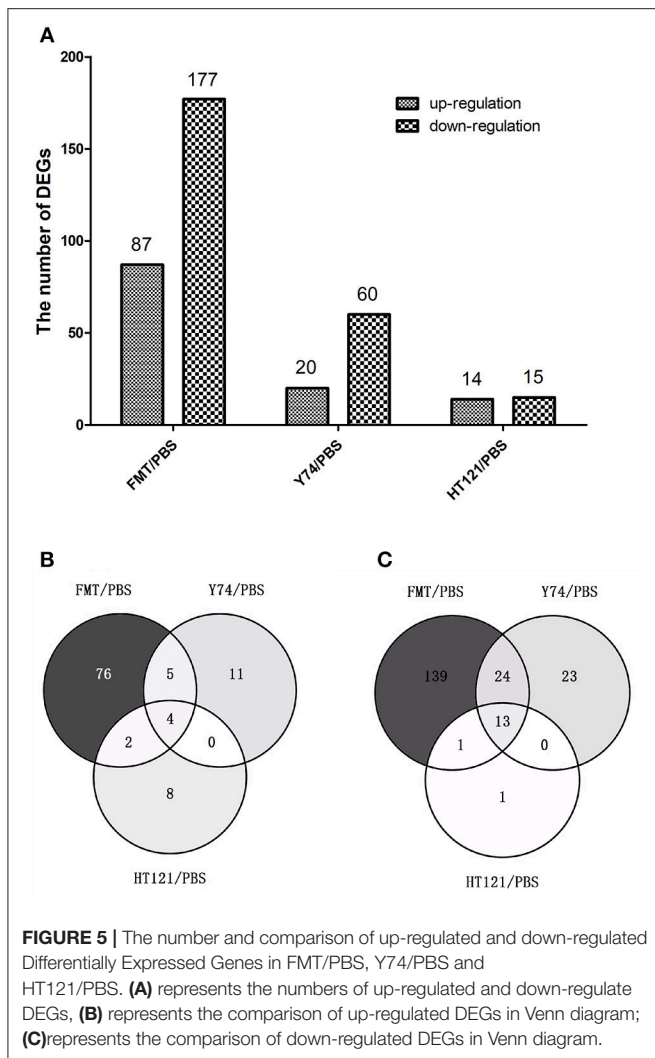 A
200
177
up-regulation
down-regulation
150
The number of DEGs
100
87
60
50
20
14
15
0
FMT/PBS
Y74/PBS
HT121/PBS
B
FMT/PBS
Y74/PBS
76
5
11
4
2
0
8
HT121/PBS
C
FMT/PBS
Y74/PBS
139
24
23
13
1
0
1
HT121/PBS
FIGURE 5 | The number and comparison of up-regulated and down-regulated
Differentially Expressed Genes in FMT/PBS, Y74/PBS and
HT121/PBS. (A) represents the numbers of up-regulated and down-regulate
DEGs, (B) represents the comparison of up-regulated DEGs in Venn diagram;
(C)represents the comparison of down-regulated DEGs in Venn diagram.